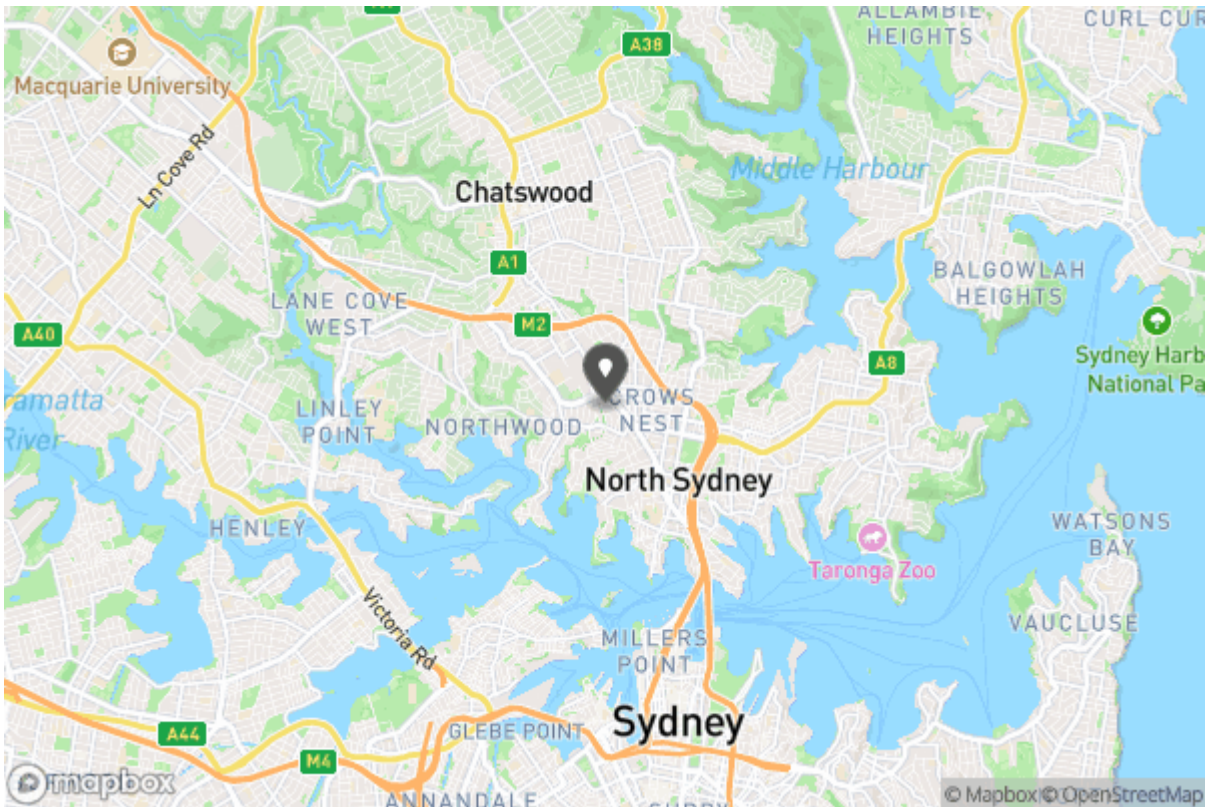 ALLAMBIE
HEIGHTS
CURL CUR
A38
Macquarie University
Ln Cove Rd
Middle Harbour
Chatswood
A1
BALGOWLAH
HEIGHTS
LANE COVE
WEST
M2
A40
A8
Sydney Harb
National Pa
ramatta
River
CROWS
NEST
LINLEY
POINT
NORTHWOOD
North Sydney
HENLEY
WATSONS
BAY
Taronga Zoo
Victoria Rd
VAUCLUSE
MILLERS
POINT
Sydney
GLEBE POINT
A44
M4
mapbox
ANNANDALE
© Mapbox © OpenStreetMap